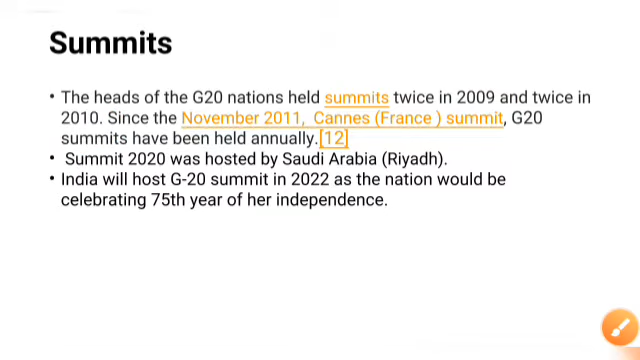 Summits
• The heads of the G20 nations held summits twice in 2009 and twice in
2010. Since the November 2011, Cannes (France ) summit, G20
summits have been held annually.[12]
• Summit 2020 was hosted by Saudi Arabia (Riyadh).
• India will host G-20 summit in 2022 as the nation would be
celebrating 75th year of her independence.